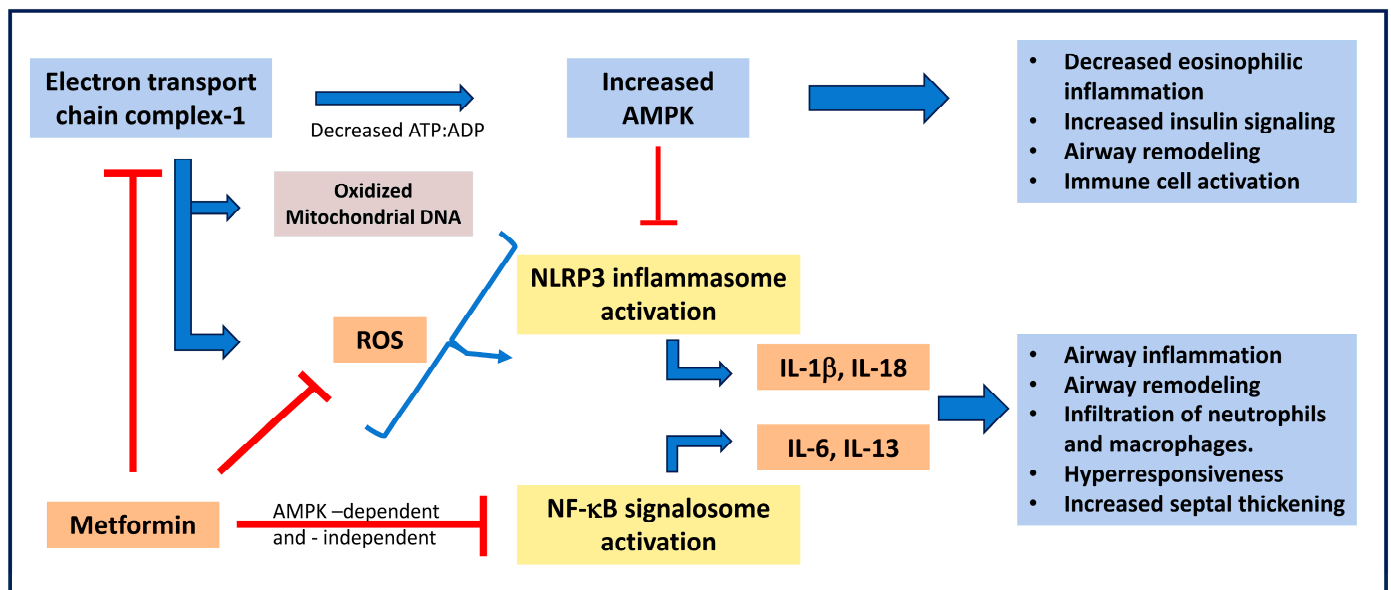 Electron transport
chain complex-1
Decreased ATP:ADP
Increased
AMPK
• Decreased eosinophilic
inflammation
• Increased insulin signaling
• Airway remodeling
• Immune cell activation
Oxidized
Mitochondrial DNA
NLRP3 inflammasome
activation
ROS
IL-1β, IL-18
IL-6, IL-13
• Airway inflammation
• Airway remodeling
• Infiltration of neutrophils
and macrophages.
• Hyperresponsiveness
• Increased septal thickening
Metformin
AMPK –dependent
and - independent
NF-κB signalosome
activation